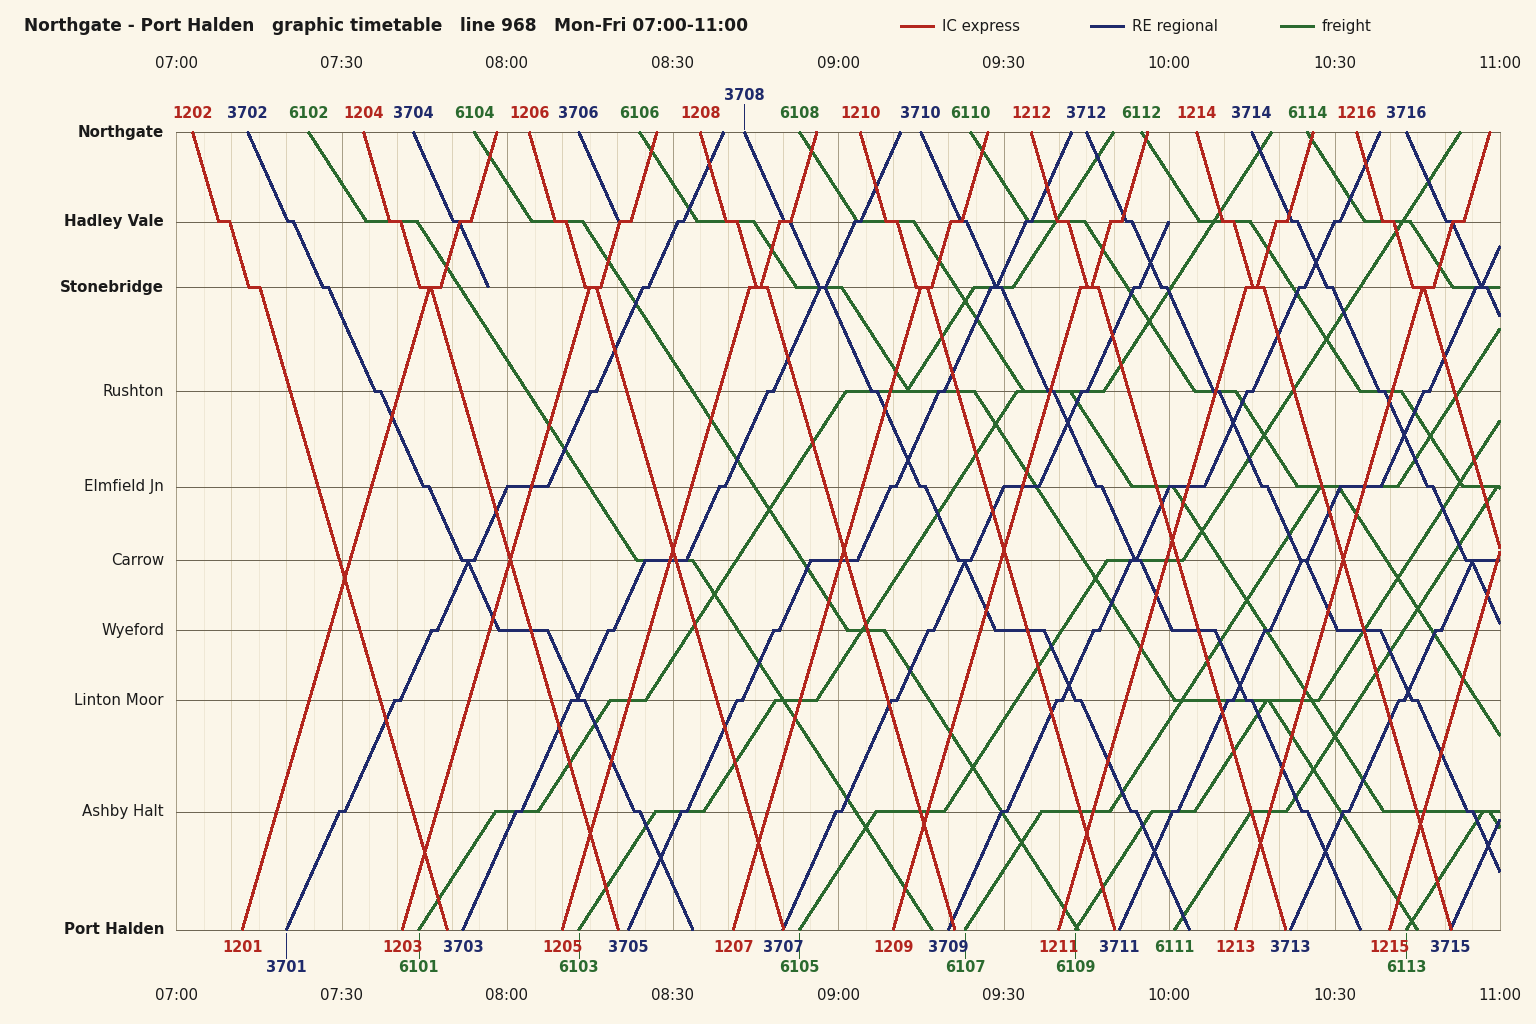 Northgate - Port Halden   graphic timetable   line 968   Mon-Fri 07:00-11:00
IC express   RE regional   freight
07:00 07:30 08:00 08:30 09:00 09:30 10:00 10:30 11:00
3708
1202 3702 6102 1204 3704 6104 1206 3706 6106 1208 6108 1210 3710 6110 1212 3712 6112 1214 3714 6114 1216 3716
Northgate
Hadley Vale
Stonebridge
Rushton
Elmfield Jn
Carrow
Wyeford
Linton Moor
Ashby Halt
Port Halden
1201 1203 3703 1205 3705 1207 3707 1209 3709 1211 3711 6111 1213 3713 1215 3715
3701 6101 6103 6105 6107 6109 6113
07:00 07:30 08:00 08:30 09:00 09:30 10:00 10:30 11:00